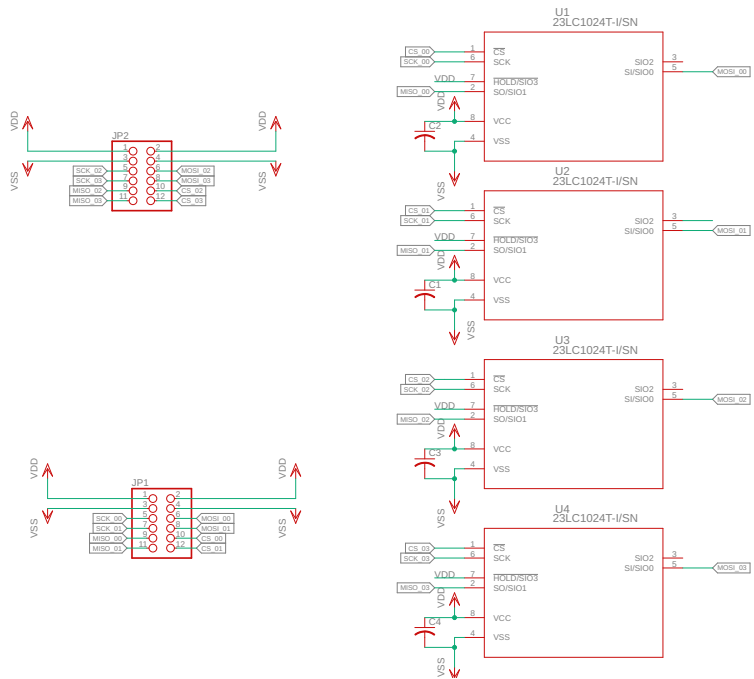 U1
23LC1024T-I/SN
CS_00 1 CS
SCK_00 6 SCK SIO2 3
SI/SIO0 5 MOSI_00
VDD 7 HOLD/SIO3
MISO_00 2 SO/SIO1
VDD
8 VCC
C2
4 VSS
VSS
U2
23LC1024T-I/SN
CS_01 1 CS
SCK_01 6 SCK SIO2 3
SI/SIO0 5 MOSI_01
VDD 7 HOLD/SIO3
MISO_01 2 SO/SIO1
VDD
8 VCC
C1
4 VSS
VSS
U3
23LC1024T-I/SN
CS_02 1 CS
SCK_02 6 SCK SIO2 3
SI/SIO0 5 MOSI_02
VDD 7 HOLD/SIO3
MISO_02 2 SO/SIO1
VDD
8 VCC
C3
4 VSS
VSS
U4
23LC1024T-I/SN
CS_03 1 CS
SCK_03 6 SCK SIO2 3
SI/SIO0 5 MOSI_03
VDD 7 HOLD/SIO3
MISO_03 2 SO/SIO1
VDD
8 VCC
C4
4 VSS
VSS
VDD VDD
JP2
1 2
3 4
VSS VSS
SCK_02 5 6 MOSI_02
SCK_03 7 8 MOSI_03
MISO_02 9 10 CS_02
MISO_03 11 12 CS_03
VDD VDD
JP1
1 2
3 4
VSS VSS
SCK_00 5 6 MOSI_00
SCK_01 7 8 MOSI_01
MISO_00 9 10 CS_00
MISO_01 11 12 CS_01